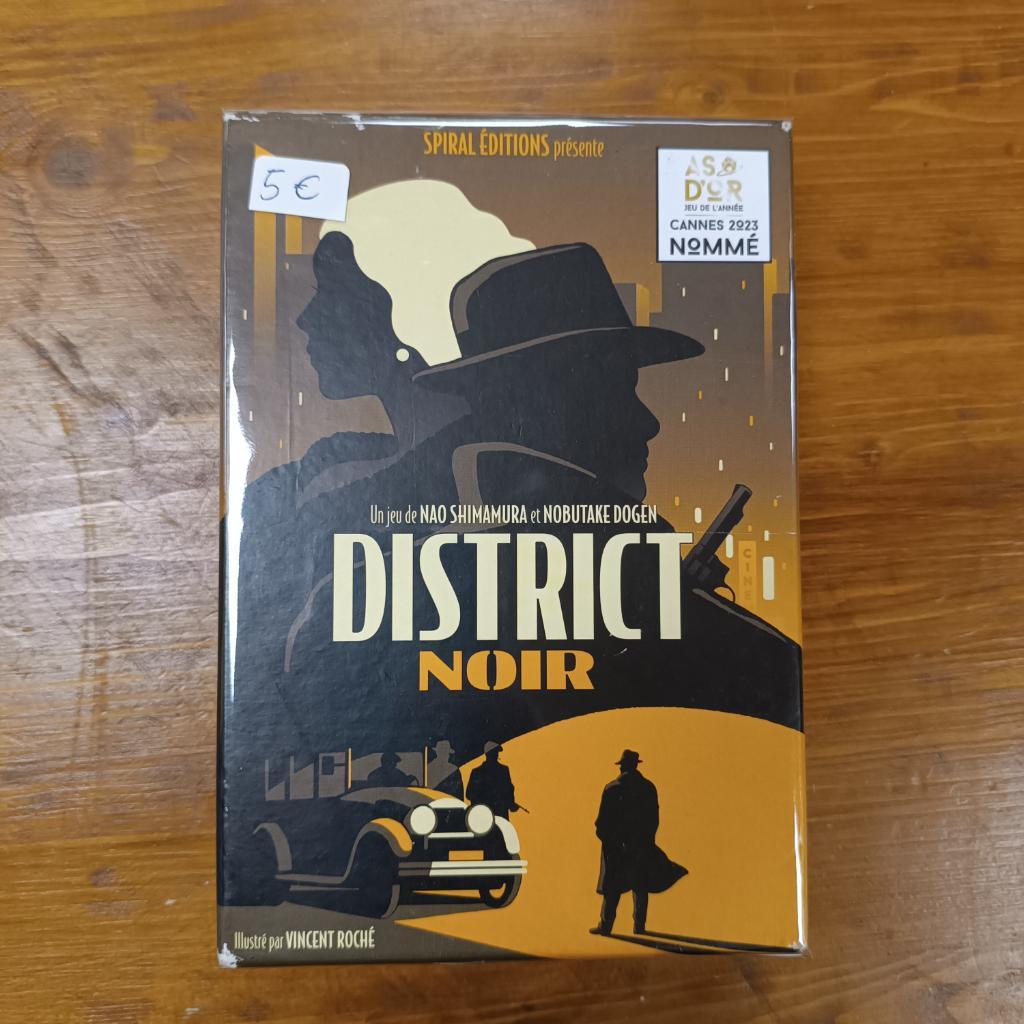 SPIRAL ÉDITIONS présente
5 €
AS
D'OR
JEU DE L'ANNÉE
CANNES 2023
NOMMÉ
Un jeu de NAO SHIMAMURA et NOBUTAKE DOGEN
DISTRICT
CINE
NOIR
Illustré par VINCENT ROCHÉ